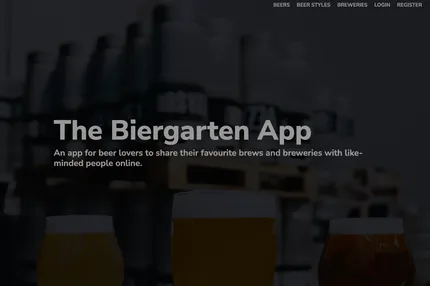 BEERS BEER STYLES BREWERIES LOGIN REGISTER
The Biergarten App
An app for beer lovers to share their favourite brews and breweries with like-
minded people online.